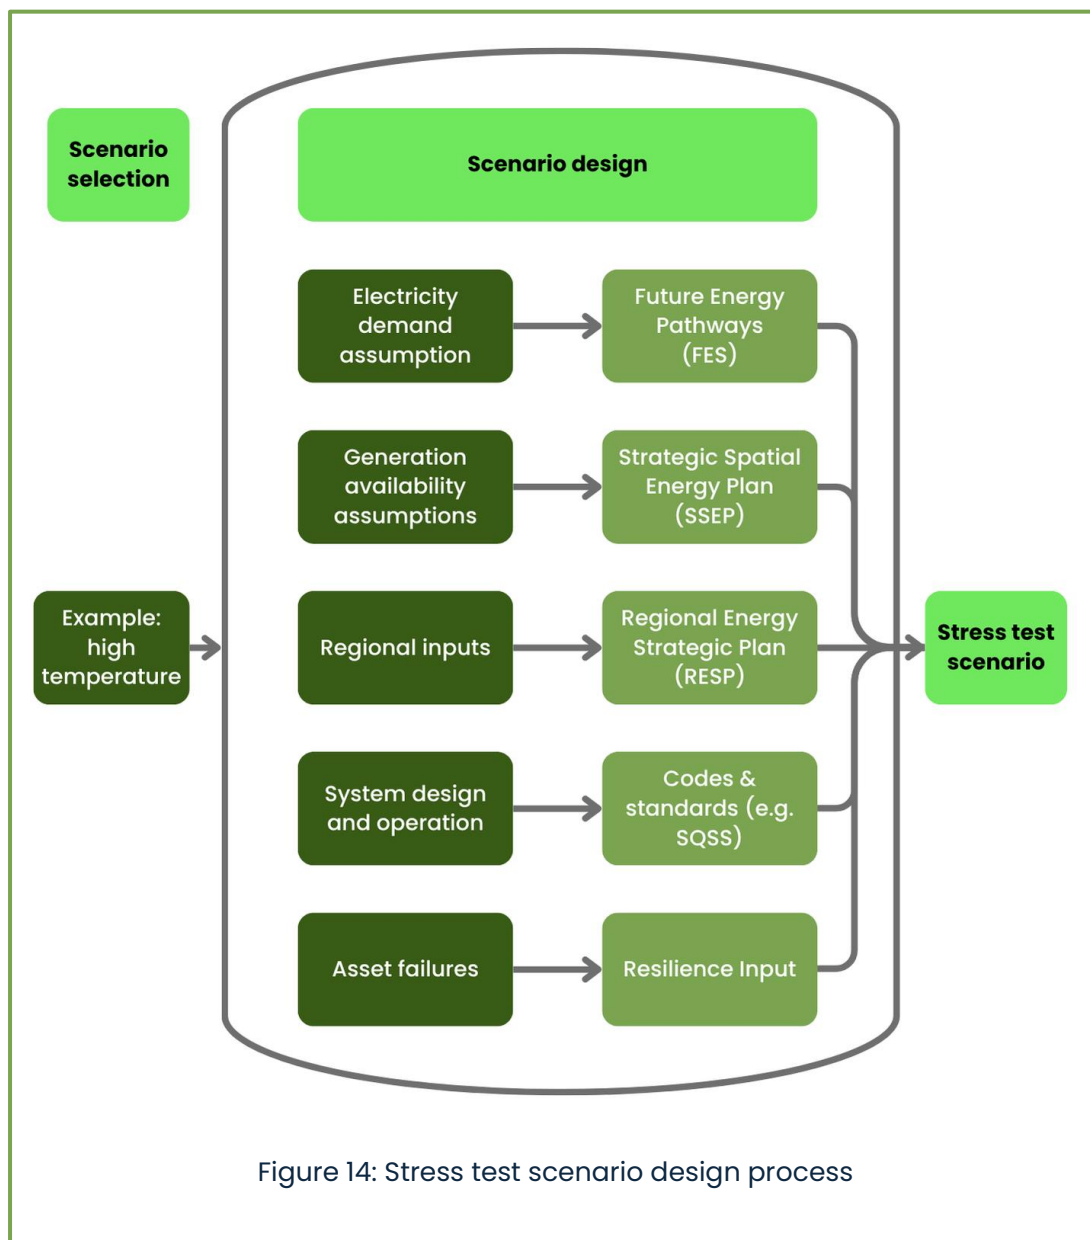 Scenario
selection
Scenario design
Electricity
demand
assumption
Future Energy
Pathways
(FES)
Generation
availability
assumptions
Strategic Spatial
Energy Plan
(SSEP)
Example:
high
temperature
Regional inputs
Regional Energy
Strategic Plan
(RESP)
Stress test
scenario
System design
and operation
Codes &
standards (e.g.
SQSS)
Asset failures
Resilience Input
Figure 14: Stress test scenario design process